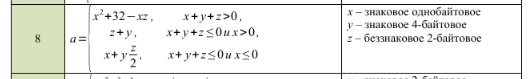 8
a=
x²+32−xz, x+y+z>0,
z+y, x+y+z≤0 и x>0,
x+y z/2, x+y+z≤0 и x≤0
x – знаковое однобайтовое
y – знаковое 4-байтовое
z – беззнаковое 2-байтовое